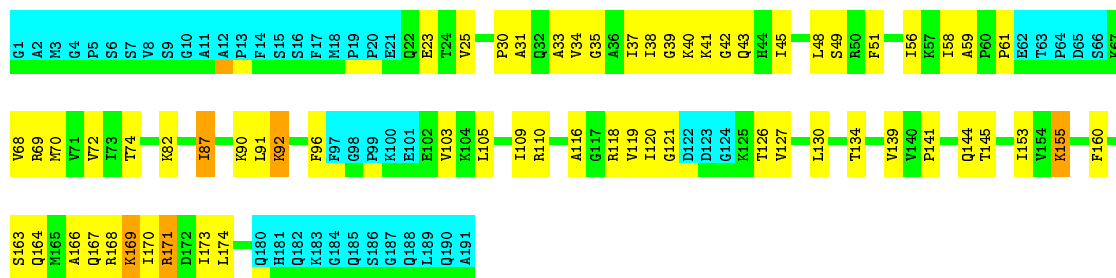 G1 A2 M3 G4 P5 S6 S7 V8 S9 G10 A11 A12 P13 F14 S15 S16 F17 M18 P19 P20 E21 Q22 E23 T24 V25 P30 A31 Q32 A33 V34 G35 A36 I37 I38 G39 K40 K41 G42 Q43 H44 I45 L48 S49 R50 F51 I56 K57 I58 A59 P60 P61 E62 T63 P64 D65 S66 K67
V68 R69 M70 V71 V72 I73 T74 K82 I87 K90 L91 K92 F96 F97 G98 P99 K100 E101 E102 V103 K104 L105 I109 R110 A116 G117 R118 V119 I120 G121 D122 D123 G124 K125 T126 V127 L130 T134 V139 V140 P141 Q144 T145 I153 V154 K155 F160
S163 Q164 M165 A166 Q167 R168 K169 I170 R171 D172 I173 L174 Q180 H181 Q182 K183 G184 Q185 S186 G187 Q188 L189 Q190 A191